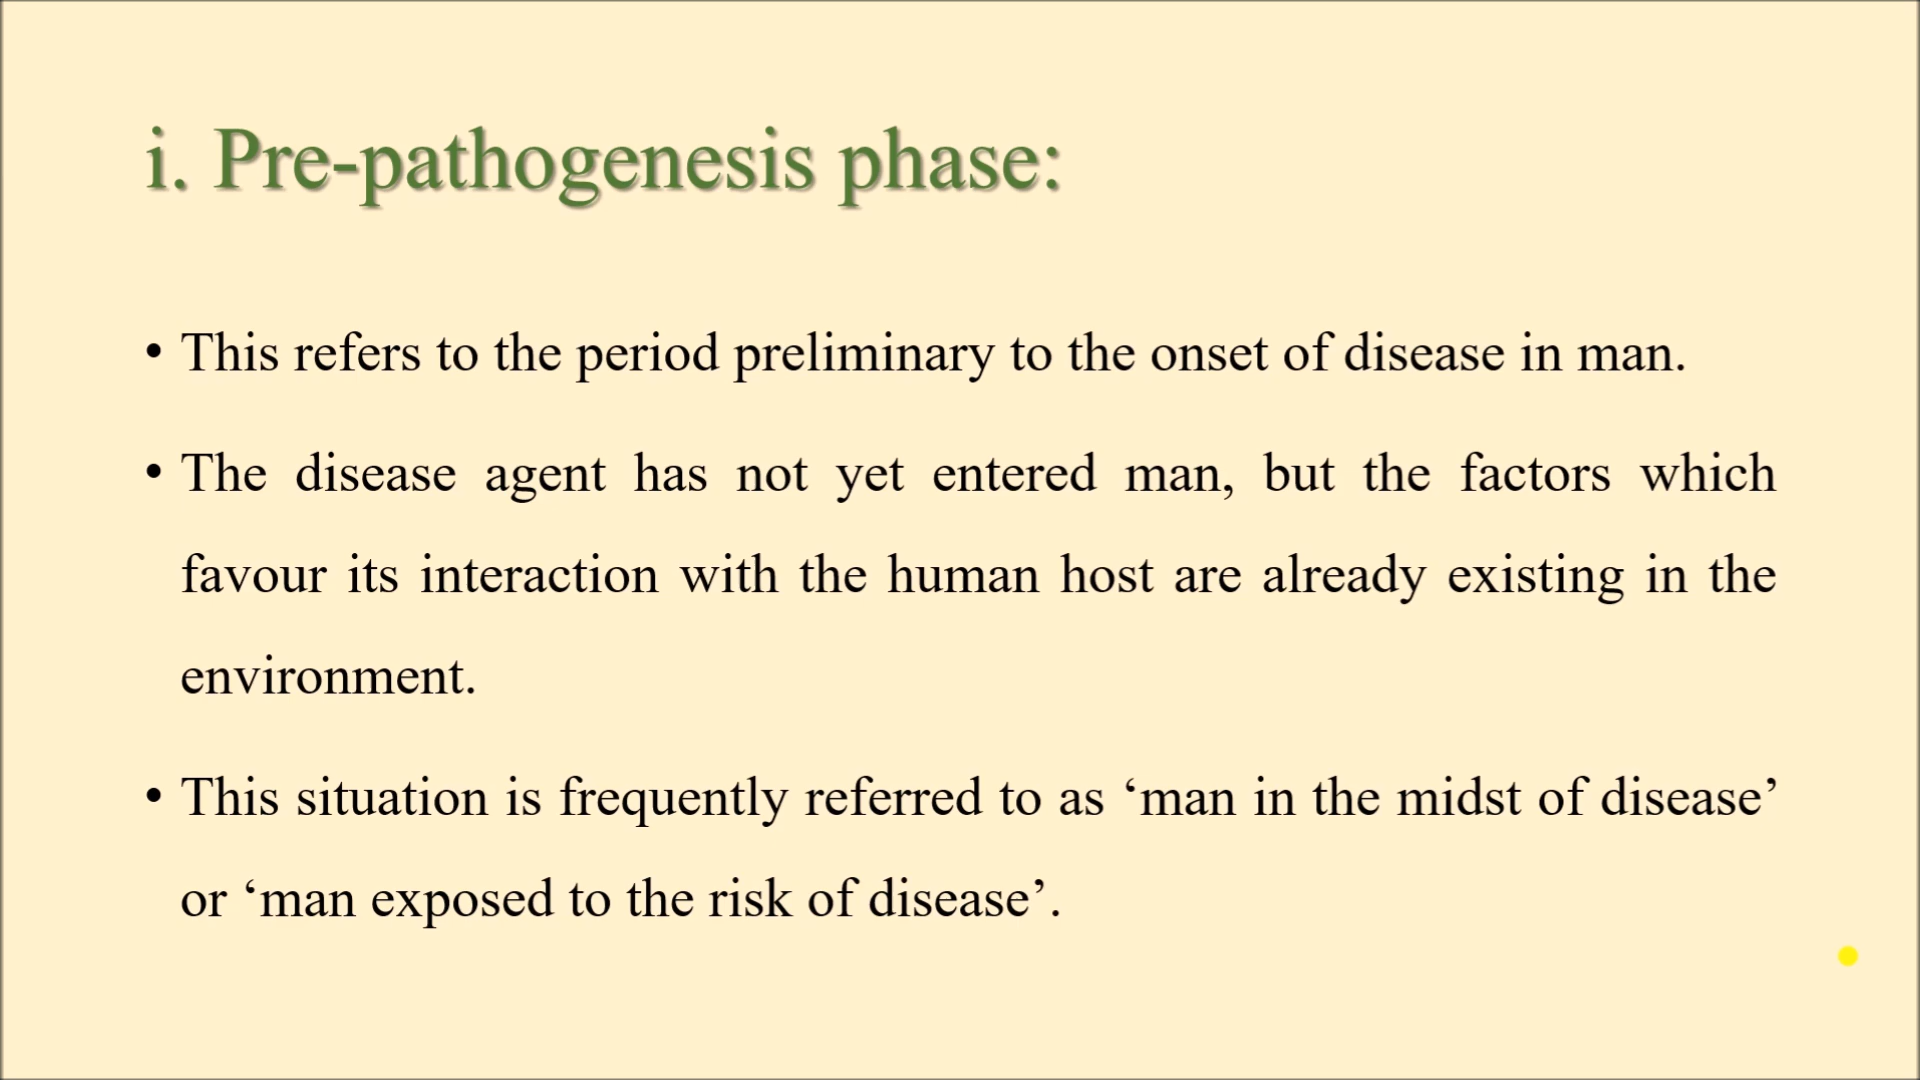 i. Pre-pathogenesis phase:
• This refers to the period preliminary to the onset of disease in man.
• The disease agent has not yet entered man, but the factors which
favour its interaction with the human host are already existing in the
environment.
• This situation is frequently referred to as ‘man in the midst of disease’
or ‘man exposed to the risk of disease’.